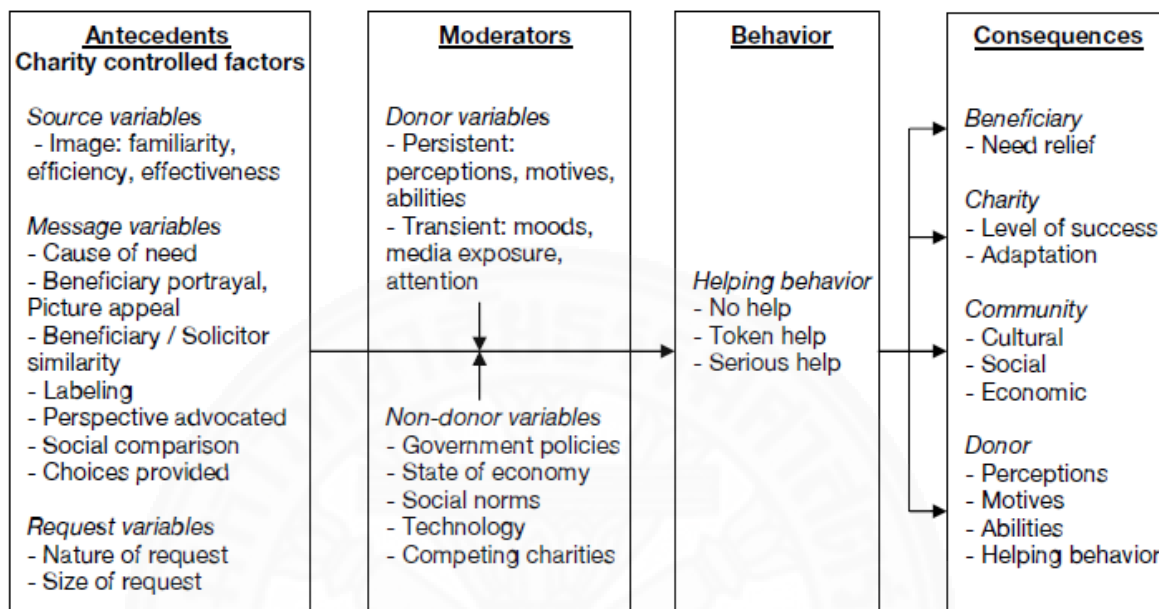 Antecedents
Charity controlled factors
Source variables
- Image: familiarity,
efficiency, effectiveness
Message variables
- Cause of need
- Beneficiary portrayal,
Picture appeal
- Beneficiary / Solicitor
similarity
- Labeling
- Perspective advocated
- Social comparison
- Choices provided
Request variables
- Nature of request
- Size of request
Moderators
Donor variables
- Persistent:
perceptions, motives,
abilities
- Transient: moods,
media exposure,
attention
Non-donor variables
- Government policies
- State of economy
- Social norms
- Technology
- Competing charities
Behavior
Helping behavior
- No help
- Token help
- Serious help
Consequences
Beneficiary
- Need relief
Charity
- Level of success
- Adaptation
Community
- Cultural
- Social
- Economic
Donor
- Perceptions
- Motives
- Abilities
- Helping behavior